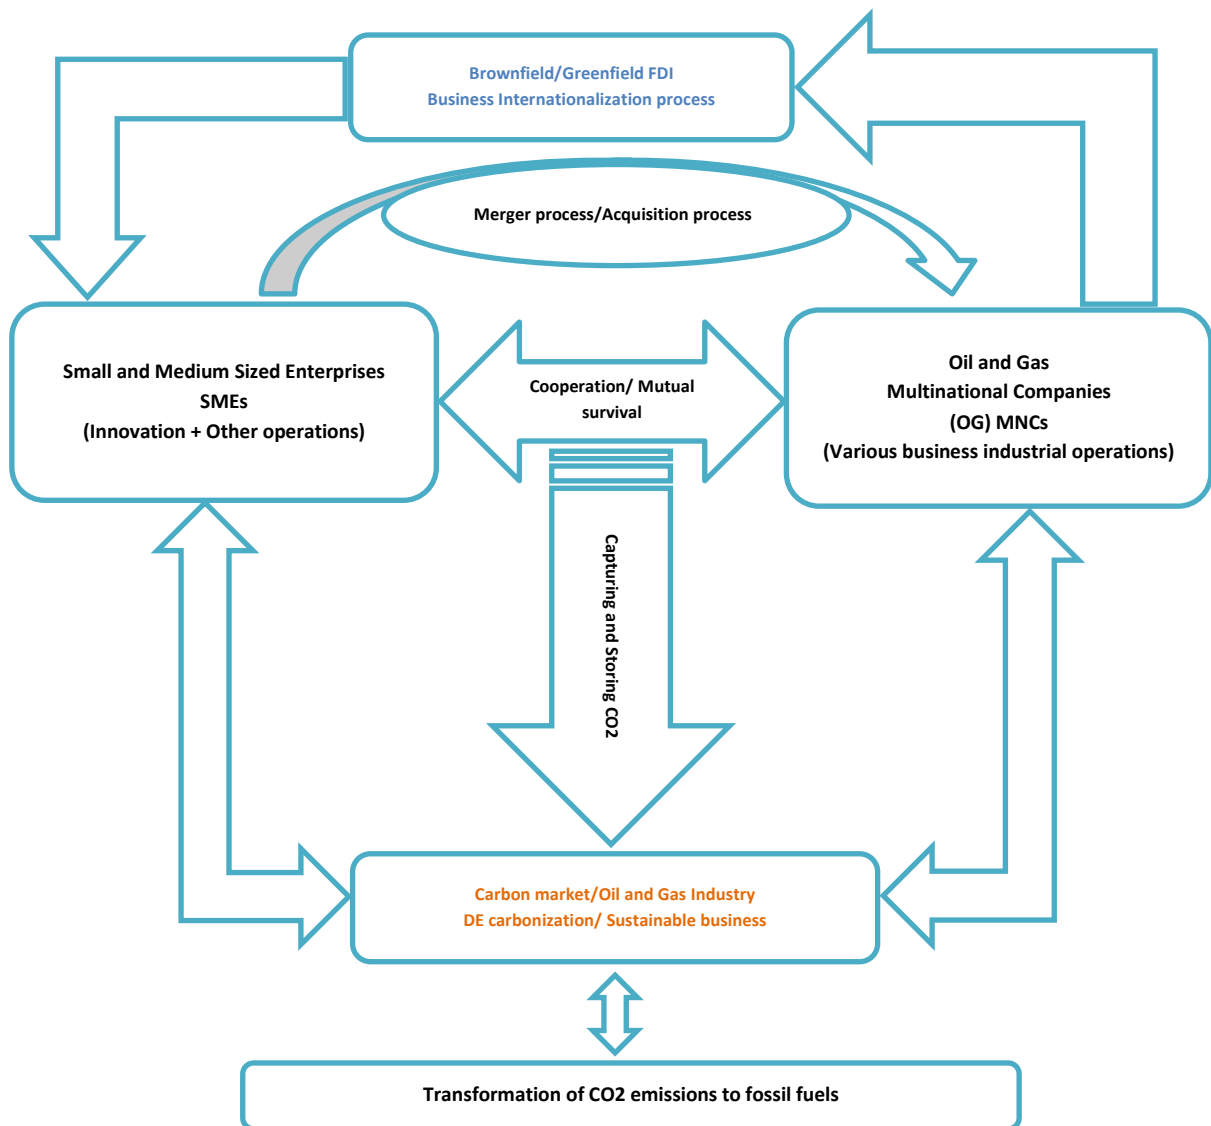 Brownfield/Greenfield FDI
Business Internationalization process
Merger process/Acquisition process
Small and Medium Sized Enterprises
SMEs
(Innovation + Other operations)
Cooperation/ Mutual
survival
Oil and Gas
Multinational Companies
(OG) MNCs
(Various business industrial operations)
Capturing and Storing CO2
Carbon market/Oil and Gas Industry
DE carbonization/ Sustainable business
Transformation of CO2 emissions to fossil fuels